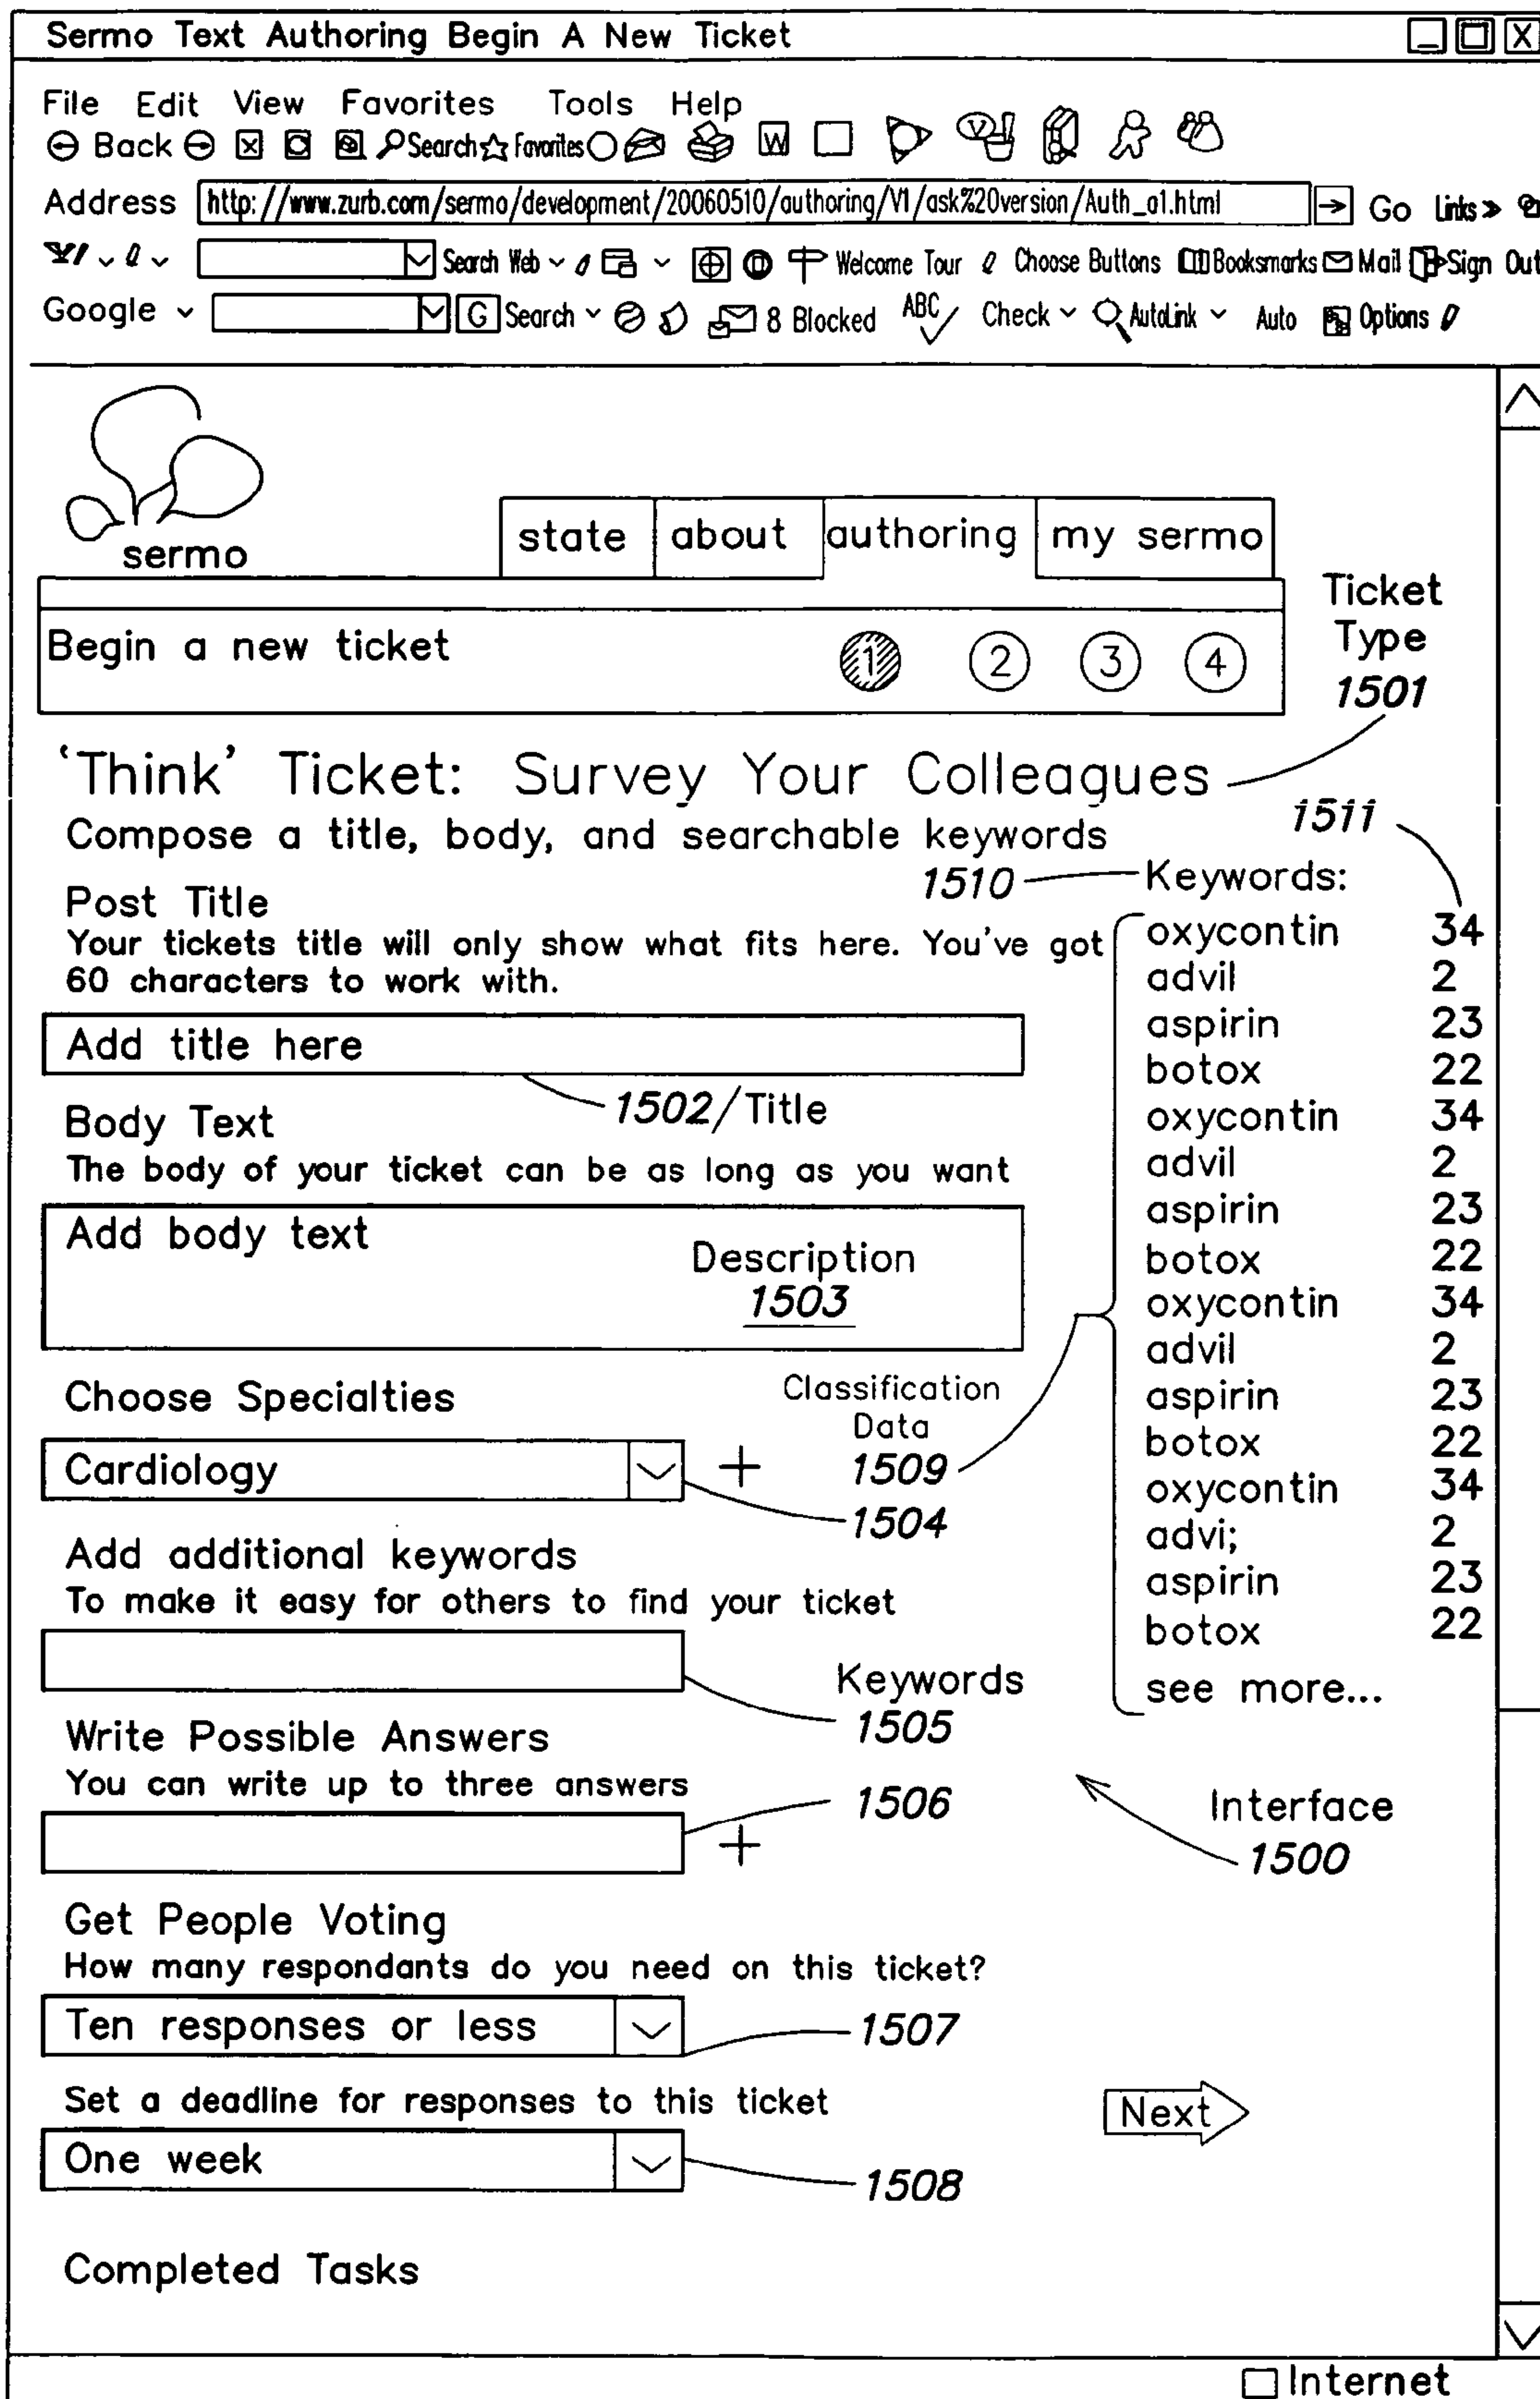 Sermo Text Authoring Begin A New Ticket
File Edit View Favorites Tools Help
Back Search Favorites W V
Address http://www.zurb.com/sermo/development/20060510/authoring/V1/ask%20version/Auth_a1.html Go Links »
Search Web Welcome Tour Choose Buttons Booksmarks Mail Sign Out
Google G Search 8 Blocked ABC Check AutoLink Auto Options
sermo
state about authoring my sermo
Ticket
Type
1501
Begin a new ticket 1 2 3 4
'Think' Ticket: Survey Your Colleagues
Compose a title, body, and searchable keywords
1511
1510 Keywords:
Post Title
Your tickets title will only show what fits here. You've got
60 characters to work with.
Add title here
1502/Title
Body Text
The body of your ticket can be as long as you want
Add body text
Description
1503
Choose Specialties
Classification
Data
1509
Cardiology +
1504
Add additional keywords
To make it easy for others to find your ticket
Keywords
1505
Write Possible Answers
You can write up to three answers
1506
+
Get People Voting
How many respondants do you need on this ticket?
Ten responses or less
1507
Set a deadline for responses to this ticket
One week
1508
Completed Tasks
oxycontin 34
advil 2
aspirin 23
botox 22
oxycontin 34
advil 2
aspirin 23
botox 22
oxycontin 34
advil 2
aspirin 23
botox 22
oxycontin 34
advi; 2
aspirin 23
botox 22
see more...
Interface
1500
Next
Internet